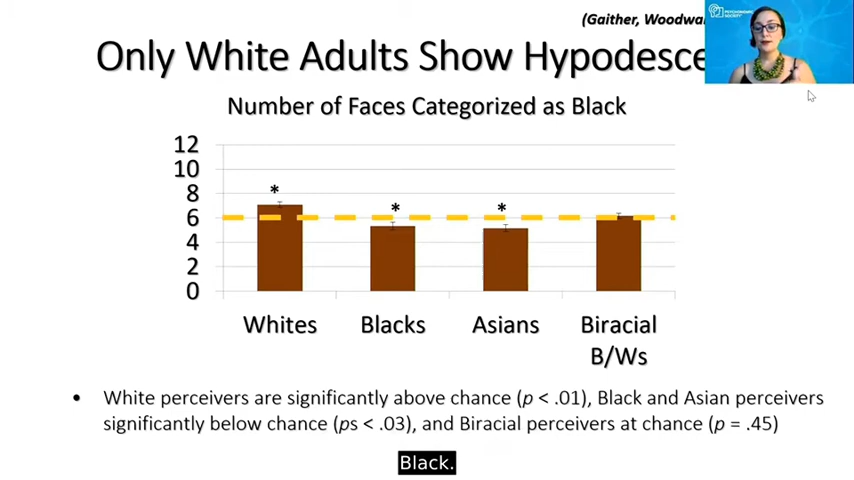 (Gaither, Woodwa
Only White Adults Show Hypodesce
PSYCHONOMIC
SOCIETY
Number of Faces Categorized as Black
12
10
8
6
4
2
0
*
*
*
Whites
Blacks
Asians
Biracial
B/Ws
• White perceivers are significantly above chance (p < .01), Black and Asian perceivers
significantly below chance (ps < .03), and Biracial perceivers at chance (p = .45)
Black.